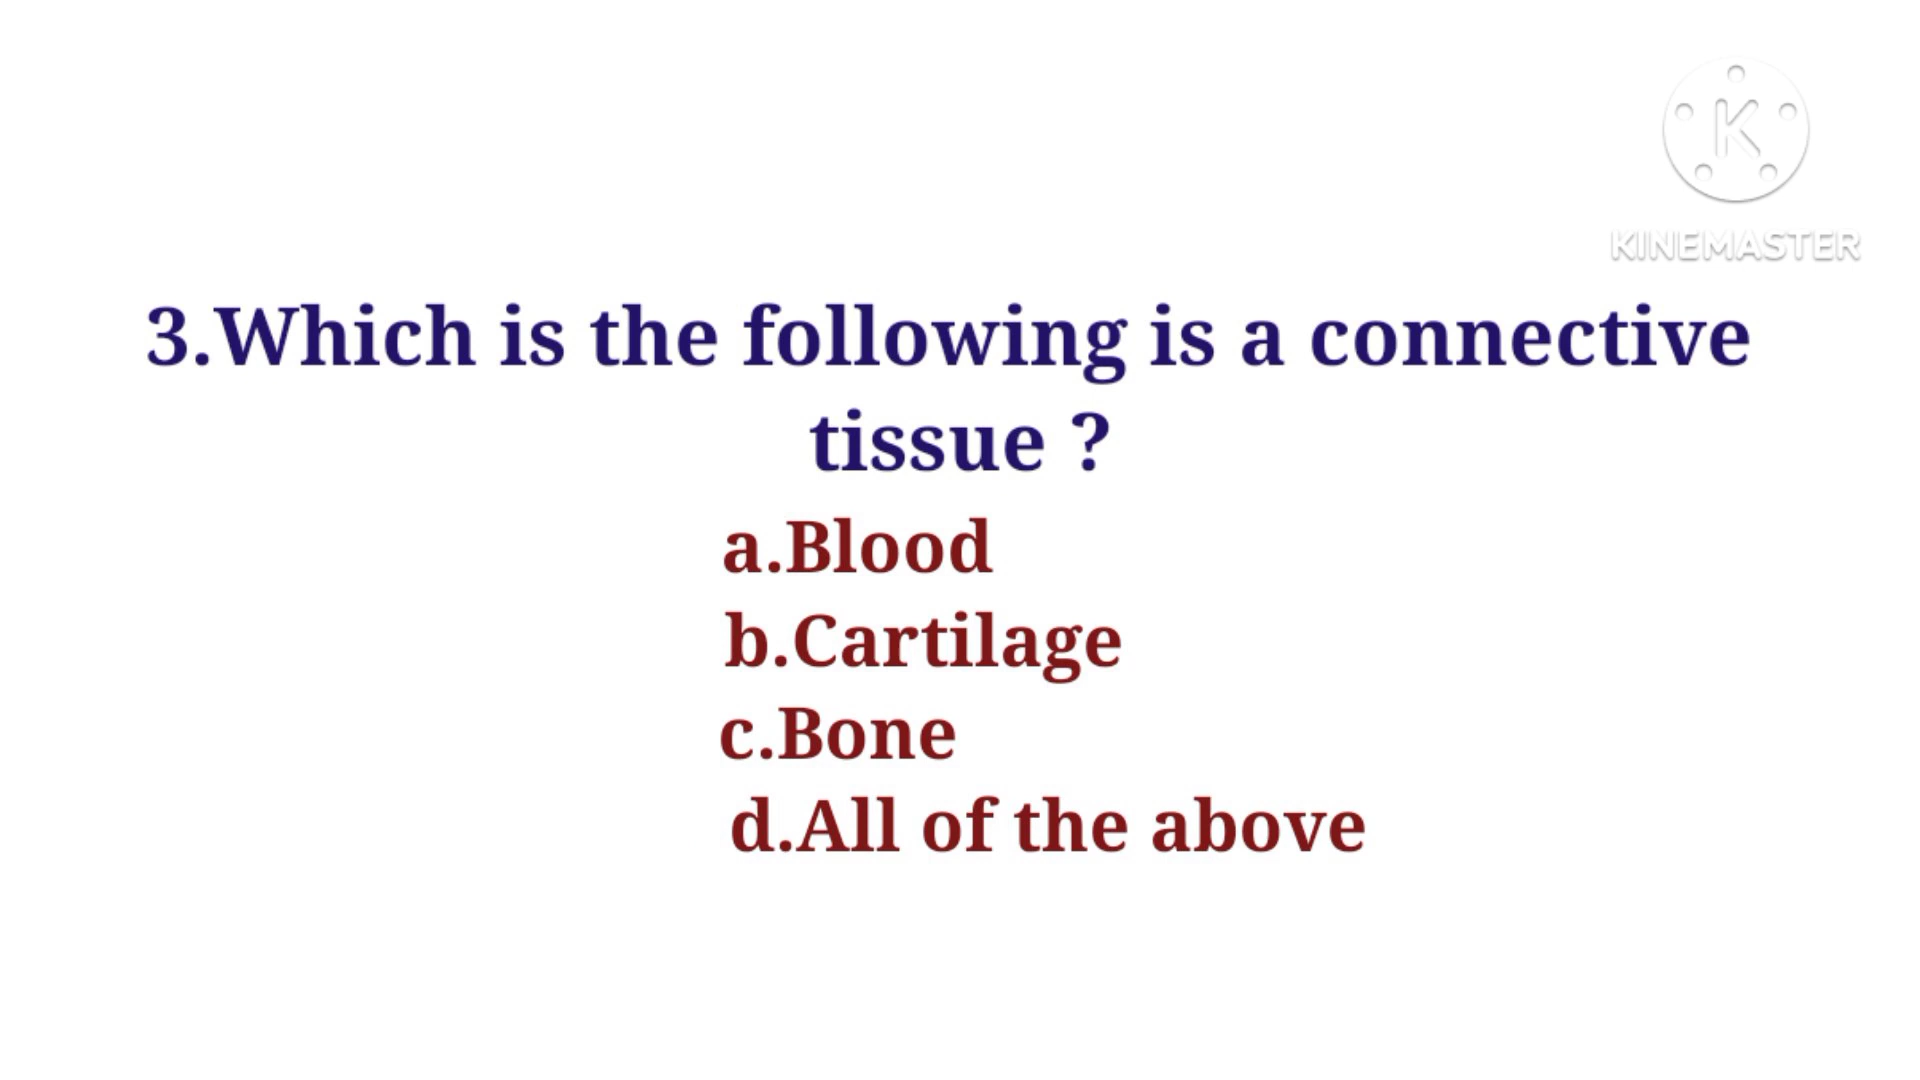 K
KINEMASTER
3.Which is the following is a connective
tissue ?
a.Blood
b.Cartilage
c.Bone
d.All of the above